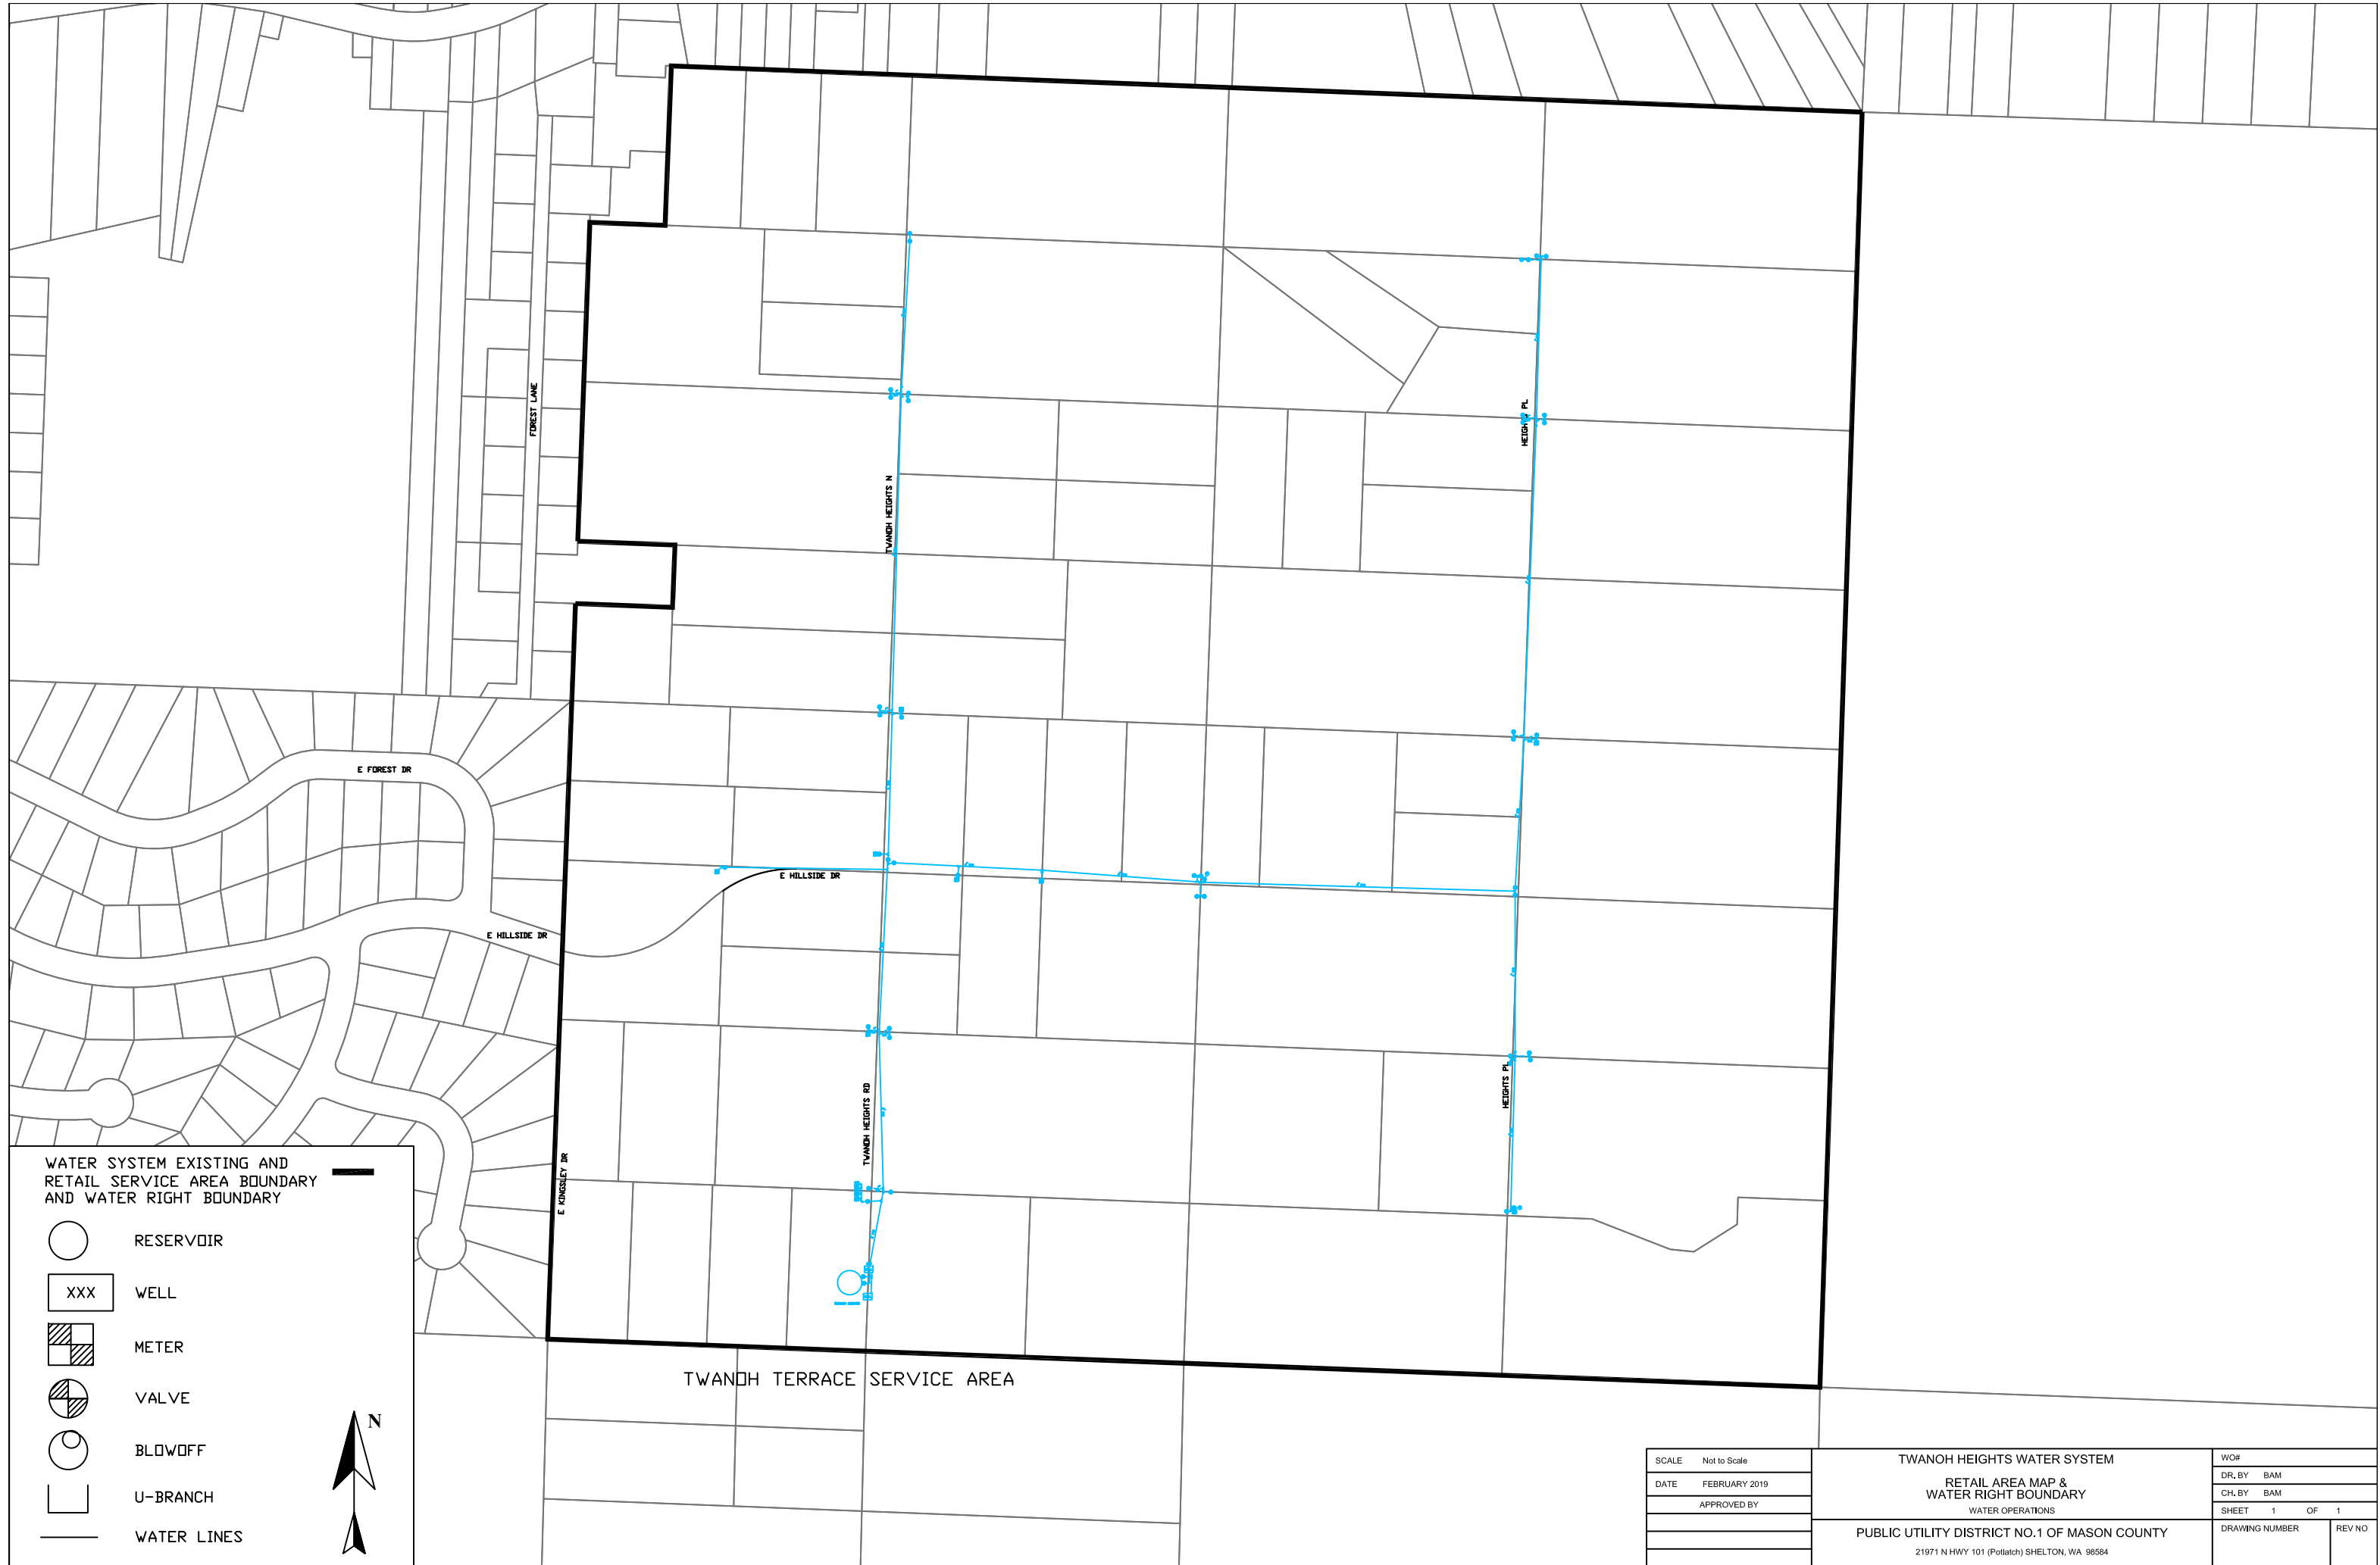 FOREST LANE
TWANOH HEIGHTS N
HEIGHTS PL
E FOREST DR
E HILLSIDE DR
E HILLSIDE DR
TWANOH HEIGHTS RD
HEIGHTS PL
E KINGSLEY DR
TWANOH TERRACE SERVICE AREA
WATER SYSTEM EXISTING AND
RETAIL SERVICE AREA BOUNDARY
AND WATER RIGHT BOUNDARY
RESERVOIR
XXX WELL
METER
VALVE
BLOWOFF
U-BRANCH
WATER LINES
N
SCALE Not to Scale
DATE FEBRUARY 2019
APPROVED BY
TWANOH HEIGHTS WATER SYSTEM
RETAIL AREA MAP &
WATER RIGHT BOUNDARY
WATER OPERATIONS
PUBLIC UTILITY DISTRICT NO.1 OF MASON COUNTY
21971 N HWY 101 (Potlatch) SHELTON, WA 98584
WO#
DR. BY BAM
CH. BY BAM
SHEET 1 OF 1
DRAWING NUMBER REV NO